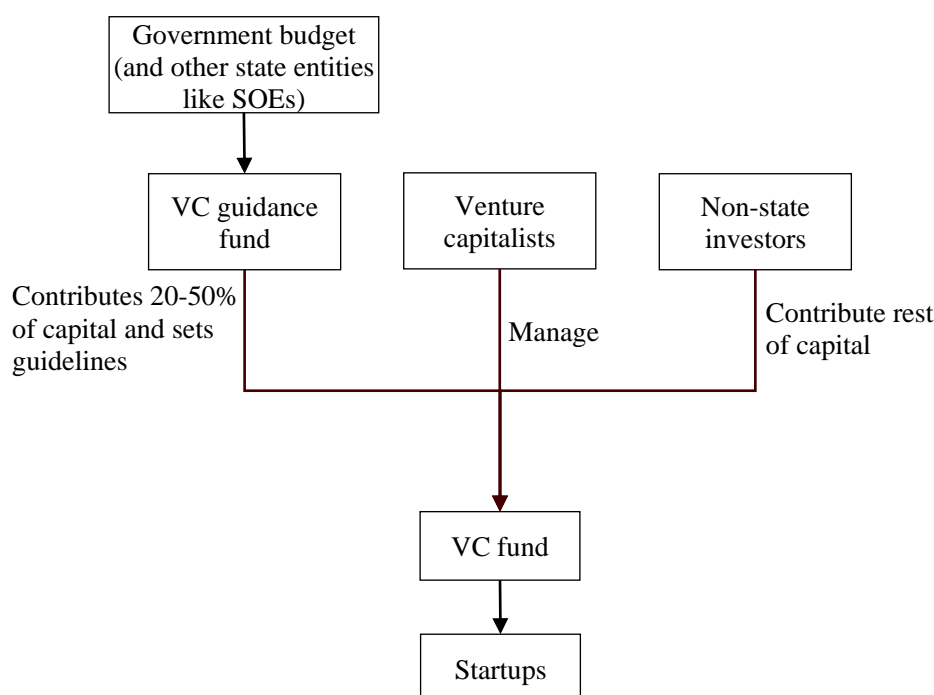 Government budget
(and other state entities
like SOEs)
VC guidance
fund
Venture
capitalists
Non-state
investors
Contributes 20-50%
of capital and sets
guidelines
Manage
Contribute rest
of capital
VC fund
Startups